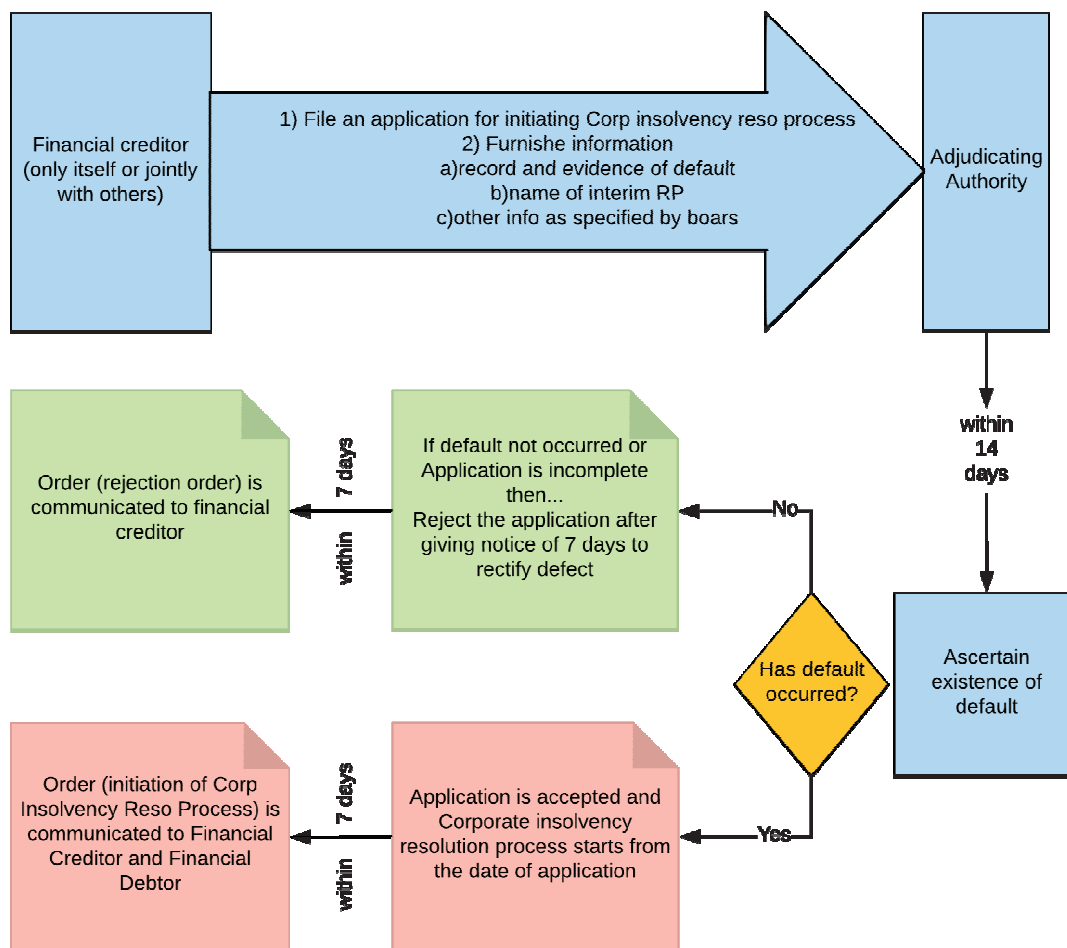 Financial creditor
(only itself or jointly
with others)
1) File an application for initiating Corp insolvency reso process
2) Furnishe information
a)record and evidence of default
b)name of interim RP
c)other info as specified by boars
Adjudicating
Authority
within
14
days
Ascertain
existence of
default
Has default
occurred?
No
If default not occurred or
Application is incomplete
then...
Reject the application after
giving notice of 7 days to
rectify defect
within 7 days
Order (rejection order) is
communicated to financial
creditor
Yes
Application is accepted and
Corporate insolvency
resolution process starts from
the date of application
within 7 days
Order (initiation of Corp
Insolvency Reso Process) is
communicated to Financial
Creditor and Financial
Debtor